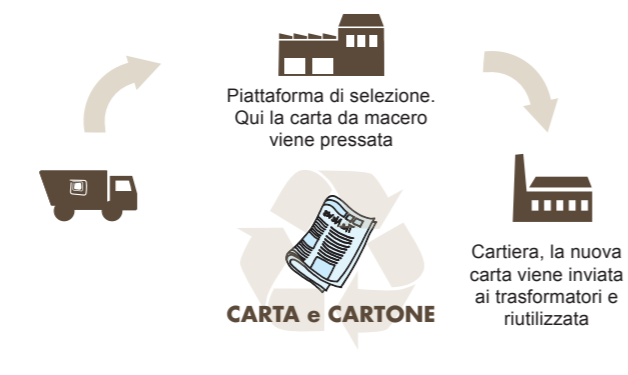 Piattaforma di selezione.
Qui la carta da macero
viene pressata
Cartiera, la nuova
carta viene inviata
ai trasformatori e
riutilizzata
CARTA e CARTONE